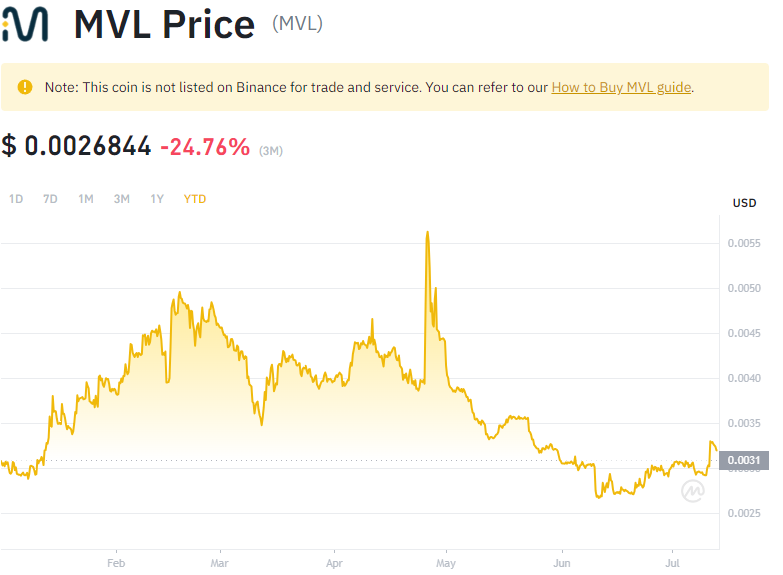 MVL Price (MVL)
Note: This coin is not listed on Binance for trade and service. You can refer to our How to Buy MVL guide.
$ 0.0026844 -24.76% (3M)
1D 7D 1M 3M 1Y YTD
USD
0.0055
0.0050
0.0045
0.0040
0.0035
0.0031
0.0025
Feb Mar Apr May Jun Jul